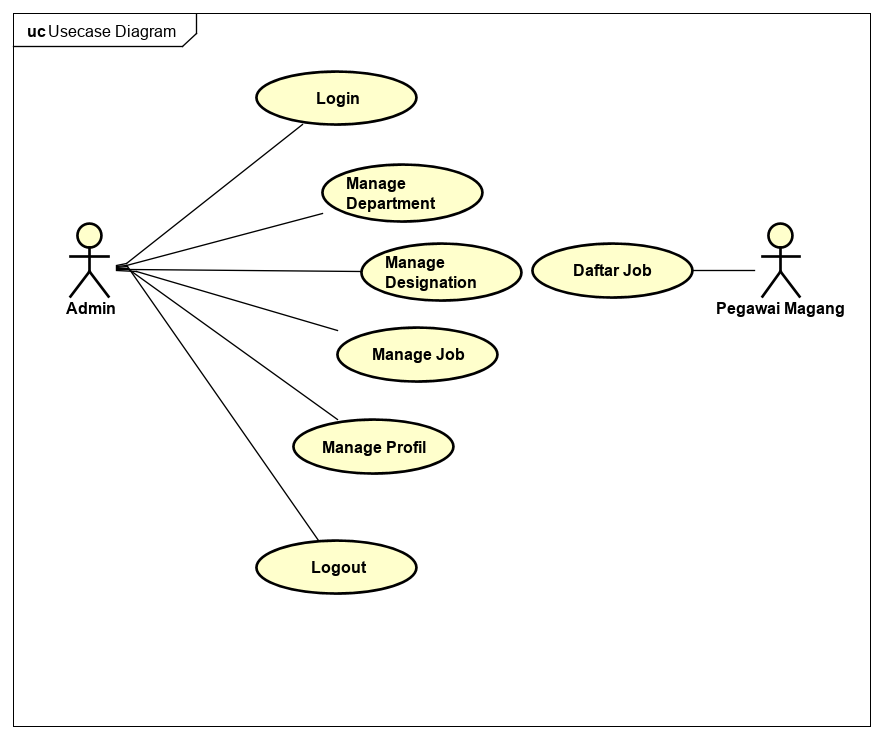 uc Usecase Diagram
Login
Manage
Department
Manage
Designation
Daftar Job
Admin
Pegawai Magang
Manage Job
Manage Profil
Logout